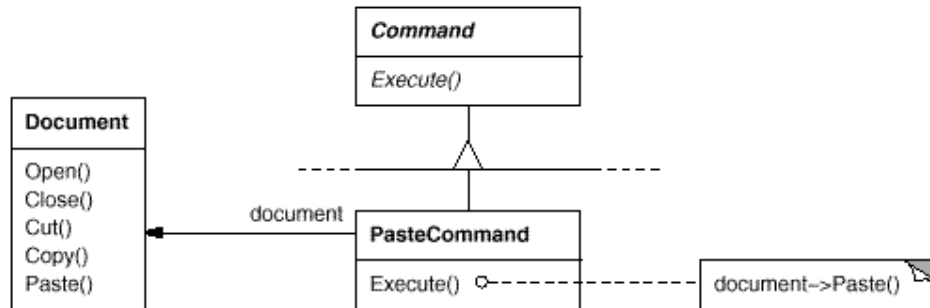 Command
Execute()
Document
Open()
Close()
Cut()
Copy()
Paste()
document
PasteCommand
Execute()
document->Paste()